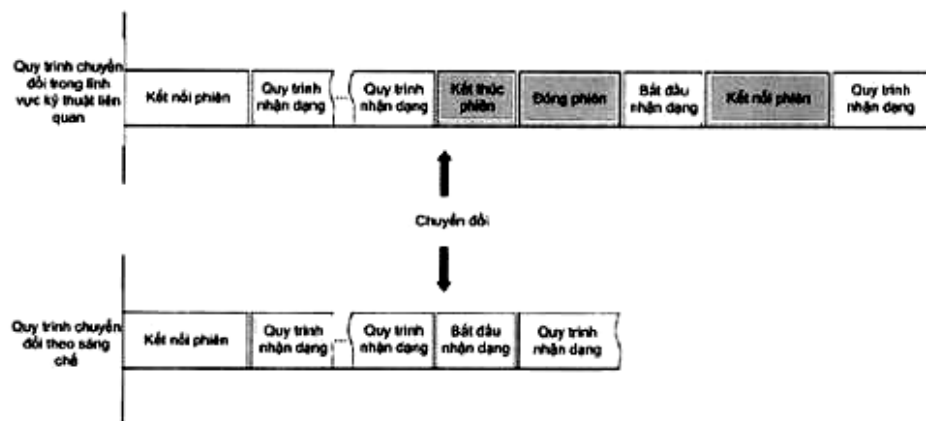 Quy trình chuyển
đổi trong lĩnh
vực kỹ thuật liên
quan
Kết nối phiên
Quy trình
nhận dạng
...
Quy trình
nhận dạng
Kết thúc
phiên
Đóng phiên
Bắt đầu
nhận dạng
Kết nối phiên
Quy trình
nhận dạng
Chuyển đổi
Quy trình chuyển
đổi theo sáng
chế
Kết nối phiên
Quy trình
nhận dạng
...
Quy trình
nhận dạng
Bắt đầu
nhận dạng
Quy trình
nhận dạng